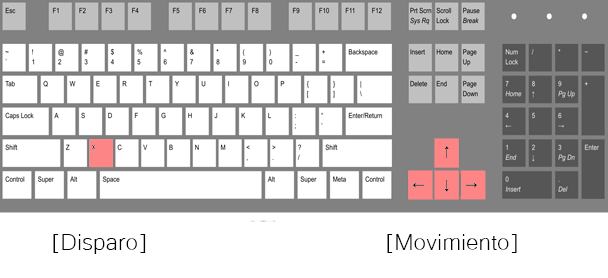 Esc F1 F2 F3 F4 F5 F6 F7 F8 F9 F10 F11 F12 Prt Scrn Scroll Pause
Sys Rq Lock Break
~ ! @ # $ % ^ & * ( ) _ + Backspace Insert Home Page Num / * -
` 1 2 3 4 5 6 7 8 9 0 - = Up Lock
Tab Q W E R T Y U I O P { } | Delete End Page 7 8 9 +
[ ] \ Down Home ↑ Pg Up
Caps Lock A S D F G H J K L : " Enter/Return 4 5 6
; ' ← →
Shift Z X C V B N M < > ? Shift ↑ 1 2 3 Enter
, . / End ↓ Pg Dn
Control Super Alt Space Alt Super Meta Control ← ↓ → 0 .
Insert Del
[Disparo] [Movimiento]